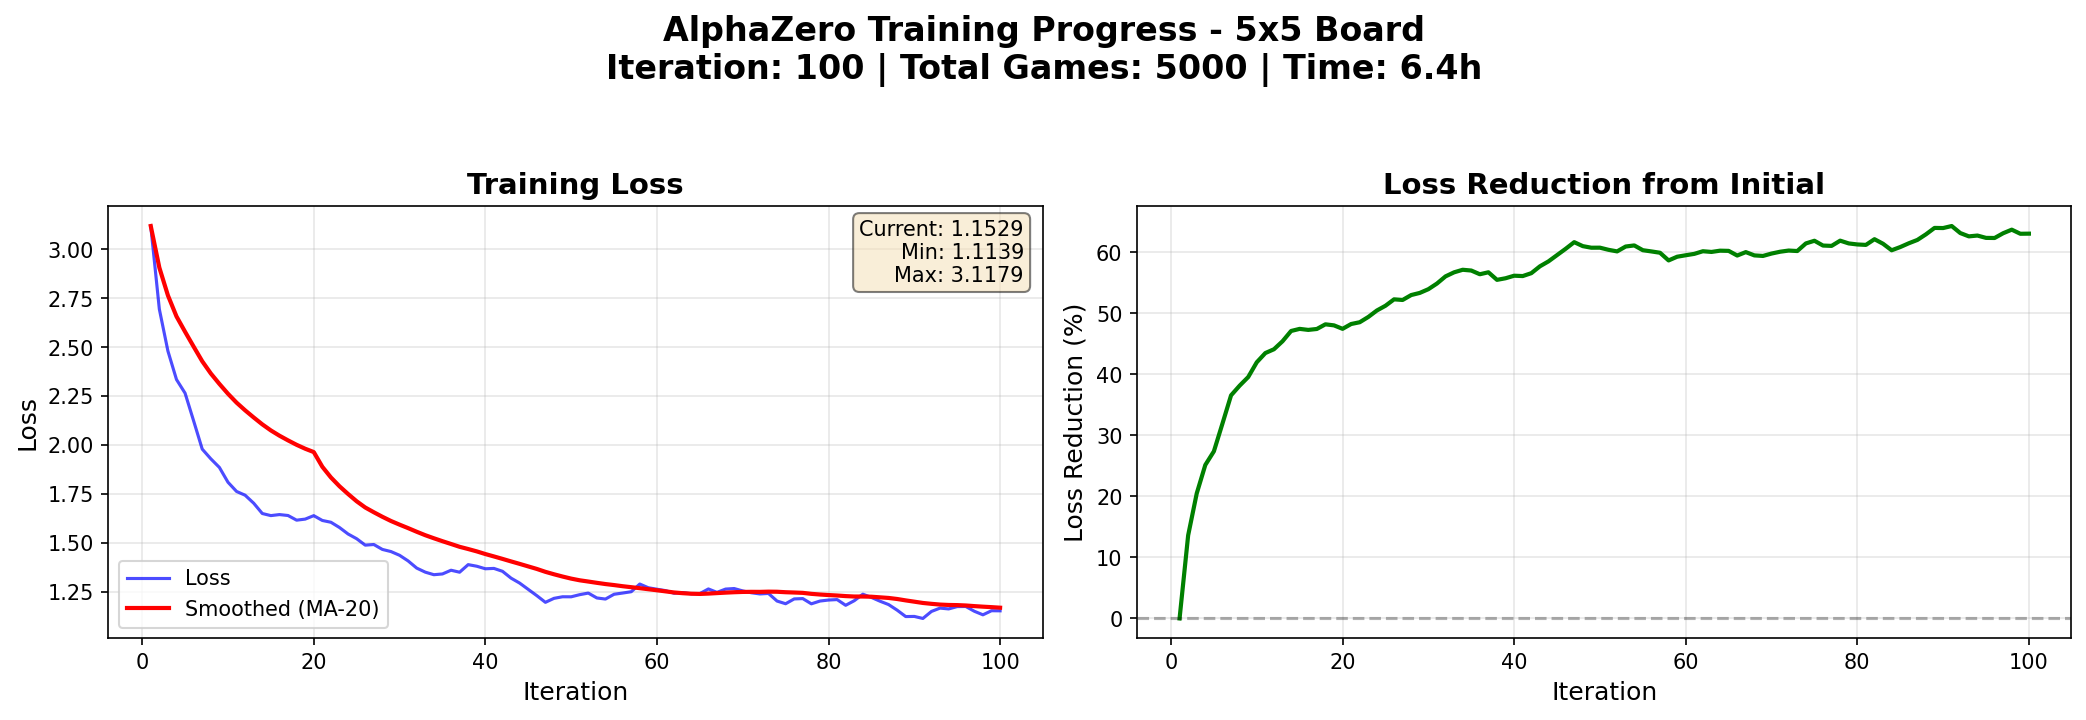 AlphaZero Training Progress - 5x5 Board
Iteration: 100 | Total Games: 5000 | Time: 6.4h
Training Loss
Current: 1.1529
Min: 1.1139
Max: 3.1179
3.00
2.75
2.50
2.25
2.00
1.75
1.50
1.25
Loss
Loss
Smoothed (MA-20)
0
20
40
60
80
100
Iteration
Loss Reduction from Initial
60
50
40
30
20
10
0
Loss Reduction (%)
0
20
40
60
80
100
Iteration